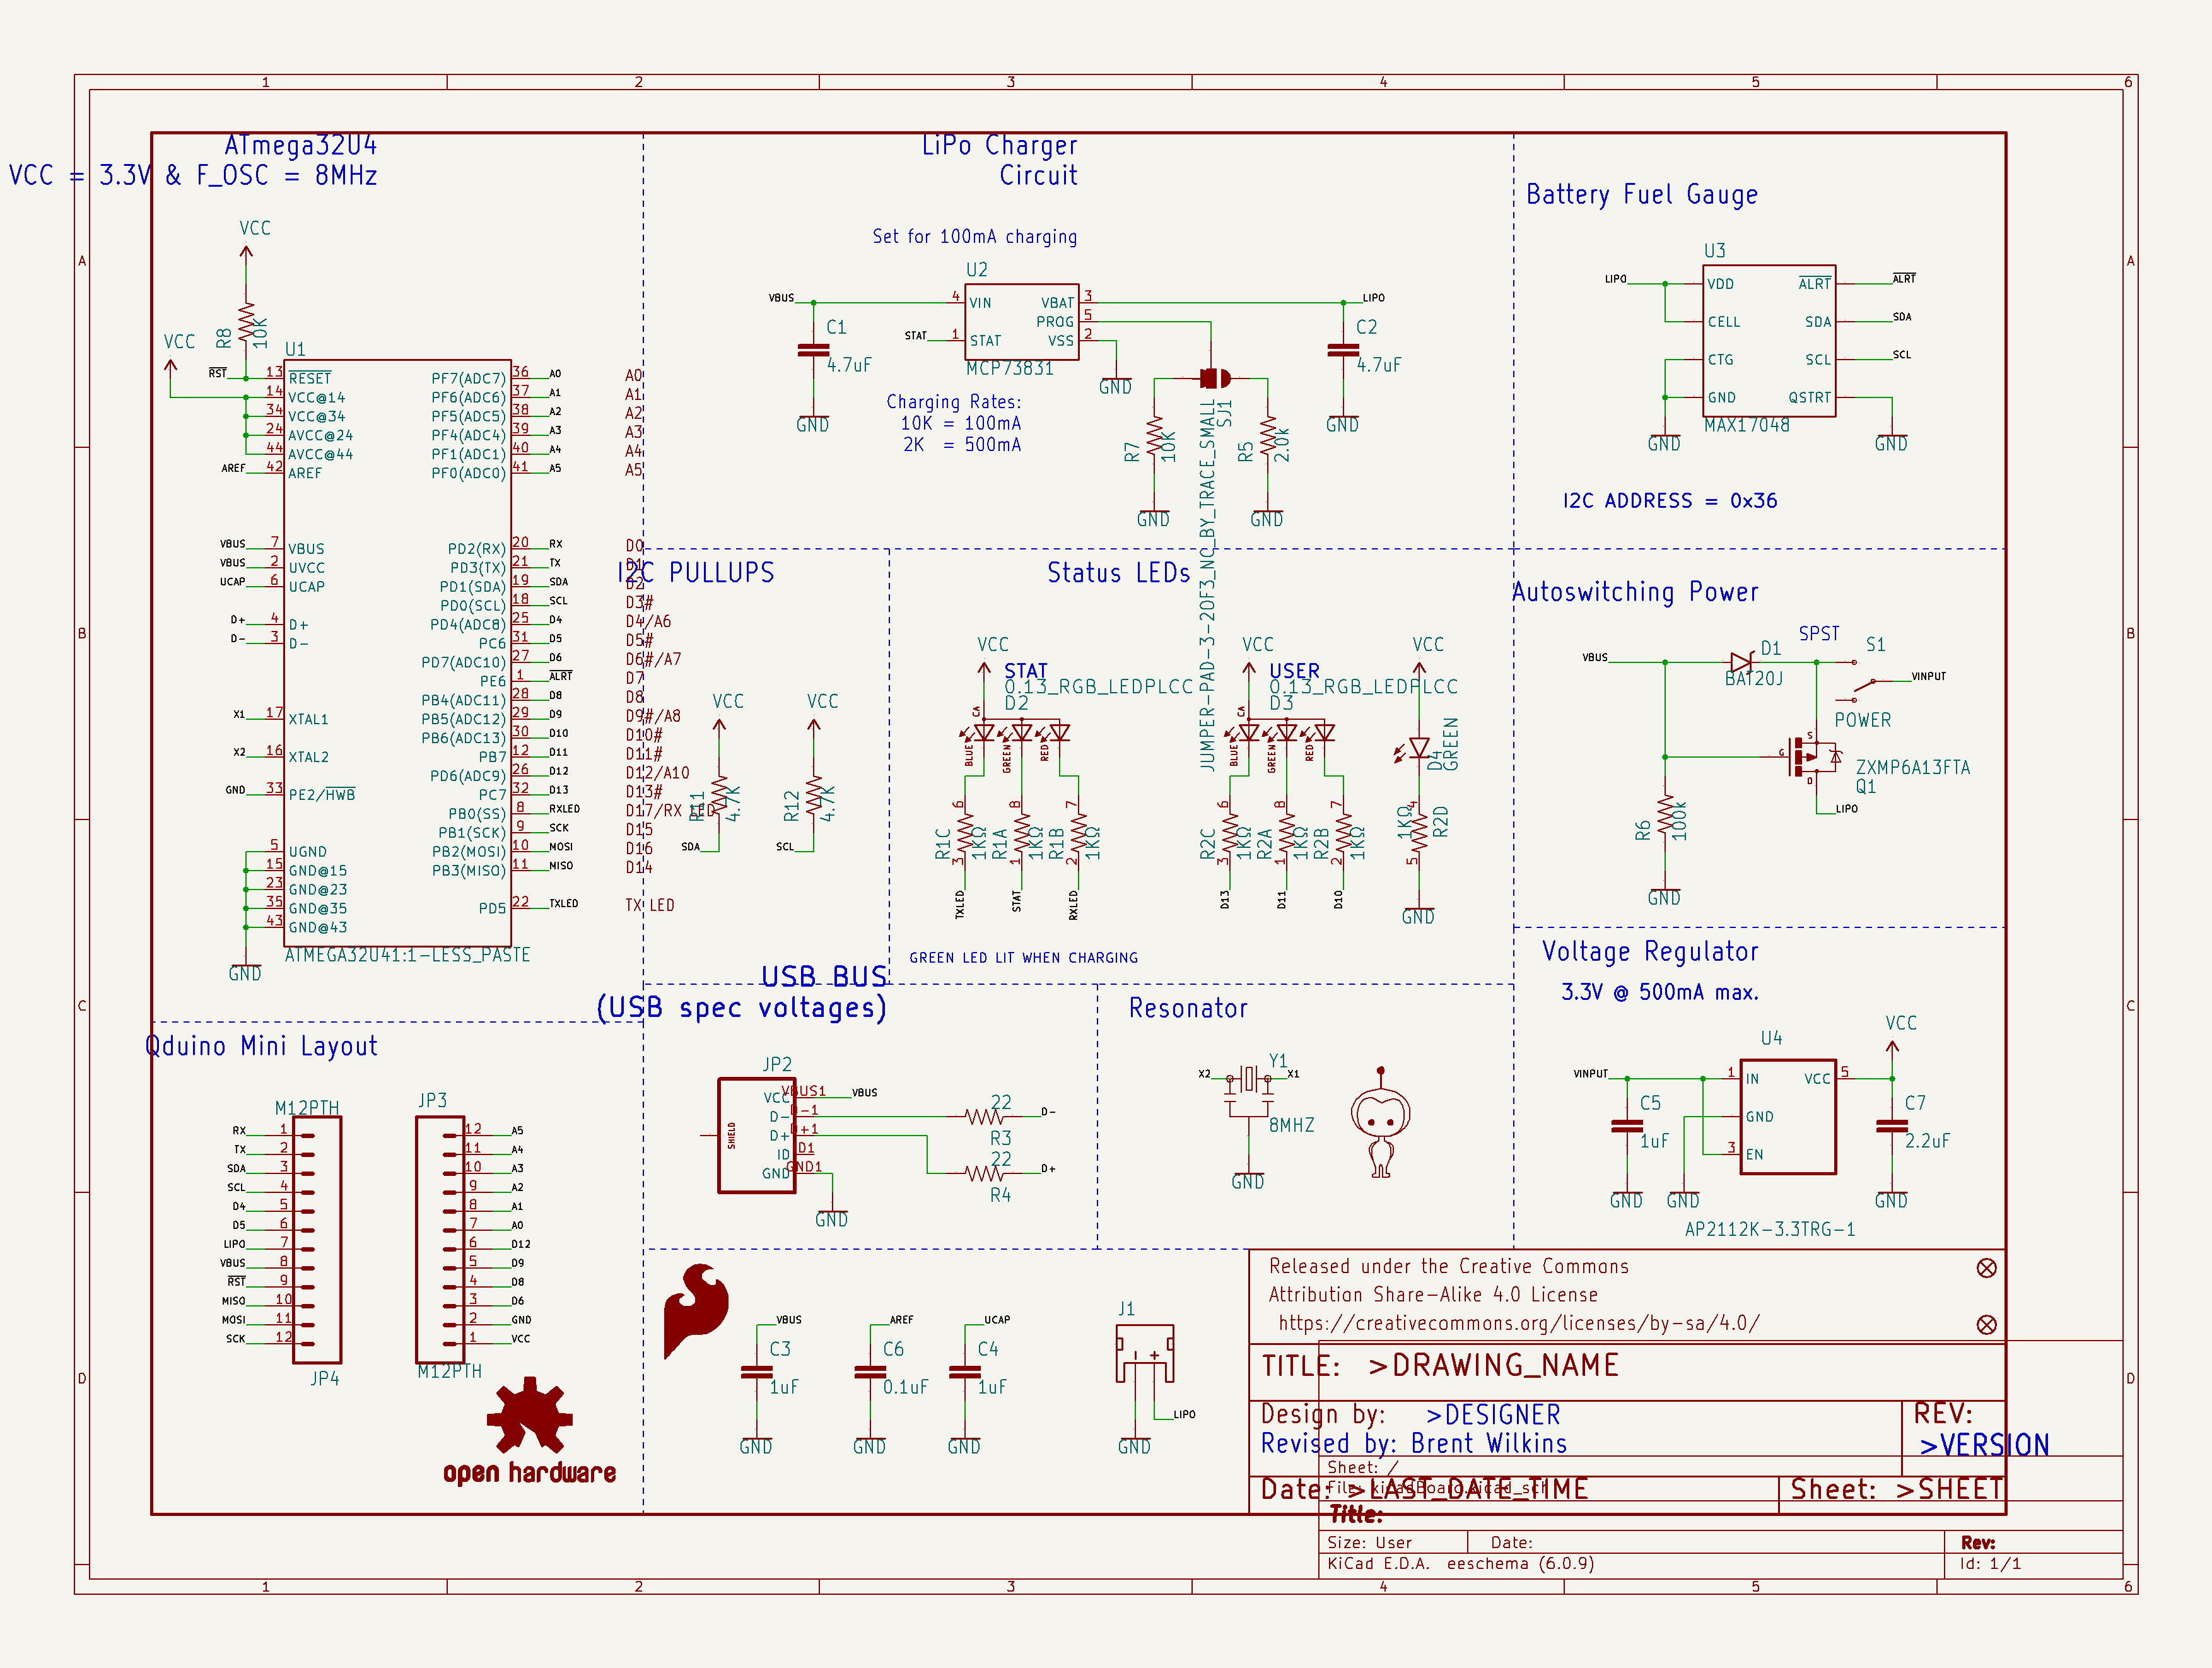 1 2 3 4 5 6
A
B
C
D
ATmega32U4
VCC = 3.3V & F_OSC = 8MHz
VCC
R8
10K
VCC
U1
RST 13 RESET
14 VCC@14
34 VCC@34
24 AVCC@24
44 AVCC@44
AREF 42 AREF
VBUS 7 VBUS
VBUS 2 UVCC
UCAP 6 UCAP
D+ 4 D+
D- 3 D-
X1 17 XTAL1
X2 16 XTAL2
GND 33 PE2/HWB
5 UGND
15 GND@15
23 GND@23
35 GND@35
43 GND@43
GND
PF7(ADC7) 36 A0 A0
PF6(ADC6) 37 A1 A1
PF5(ADC5) 38 A2 A2
PF4(ADC4) 39 A3 A3
PF1(ADC1) 40 A4 A4
PF0(ADC0) 41 A5 A5
PD2(RX) 20 RX D0
PD3(TX) 21 TX D1
PD1(SDA) 19 SDA D2
PD0(SCL) 18 SCL D3#
PD4(ADC8) 25 D4 D4/A6
PC6 31 D5 D5#
PD7(ADC10) 27 D6 D6#/A7
PE6 1 ALRT D7
PB4(ADC11) 28 D8 D8
PB5(ADC12) 29 D9 D9#/A8
PB6(ADC13) 30 D10 D10#
PB7 12 D11 D11#
PD6(ADC9) 26 D12 D12/A10
PC7 32 D13 D13#
PB0(SS) 8 RXLED D17/RX LED
PB1(SCK) 9 SCK D15
PB2(MOSI) 10 MOSI D16
PB3(MISO) 11 MISO D14
PD5 22 TXLED TX LED
ATMEGA32U41:1-LESS_PASTE
LiPo Charger
Circuit
Set for 100mA charging
U2
VBUS 4 VIN VBAT 3 LIPO
PROG 5
STAT 1 STAT VSS 2
MCP73831
C1
4.7uF
GND
GND
C2
4.7uF
GND
Charging Rates:
10K = 100mA
2K = 500mA
R7
10K
GND
SJ1
JUMPER-PAD-3-2OF3_NC_BY_TRACE_SMALL
R5
2.0k
GND
Battery Fuel Gauge
U3
LIPO VDD ALRT ALRT
CELL SDA SDA
CTG SCL SCL
GND QSTRT
MAX17048
GND GND
I2C ADDRESS = 0x36
I2C PULLUPS
VCC VCC
R11
4.7K
R12
4.7K
SDA SCL
Status LEDs
VCC
STAT
0.13_RGB_LEDPLCC
D2
CA
BLUE GREEN RED
6 8 7
R1C 1KΩ R1A 1KΩ R1B 1KΩ
3 1 2
TXLED STAT RXLED
VCC
USER
0.13_RGB_LEDPLCC
D3
CA
BLUE GREEN RED
6 8 7
R2C 1KΩ R2A 1KΩ R2B 1KΩ
3 1 2
D13 D11 D10
VCC
D4
GREEN
4
1KΩ R2D
5
GND
GREEN LED LIT WHEN CHARGING
Autoswitching Power
SPST
VBUS D1 S1
BAT20J
VINPUT
POWER
S
G
D
ZXMP6A13FTA
Q1
LIPO
R6
100k
GND
Voltage Regulator
3.3V @ 500mA max.
U4
VCC
VINPUT 1 IN VCC 5
GND
3 EN
C5
1uF
C7
2.2uF
GND GND GND
AP2112K-3.3TRG-1
USB BUS
(USB spec voltages)
JP2
SHIELD
VCC VBUS1 VBUS
D- D-1 22 D-
R3
D+ D+1 22 D+
R4
ID D1
GND GND1
GND
Resonator
Y1
X2 X1
8MHZ
GND
Qduino Mini Layout
M12PTH
RX 1
TX 2
SDA 3
SCL 4
D4 5
D5 6
LIPO 7
VBUS 8
RST 9
MISO 10
MOSI 11
SCK 12
JP4
JP3
12 A5
11 A4
10 A3
9 A2
8 A1
7 A0
6 D12
5 D9
4 D8
3 D6
2 GND
1 VCC
M12PTH
open hardware
VBUS
C3
1uF
GND
AREF
C6
0.1uF
GND
UCAP
C4
1uF
GND
J1
- +
LIPO
GND
Released under the Creative Commons
Attribution Share-Alike 4.0 License
https://creativecommons.org/licenses/by-sa/4.0/
TITLE: >DRAWING_NAME
Design by: >DESIGNER
Revised by: Brent Wilkins
REV:
>VERSION
Sheet: /
Date: >LAST_DATE_TIME
File: kicadBoard.kicad_sch
Sheet: >SHEET
Title:
Size: User Date: Rev:
KiCad E.D.A. eeschema (6.0.9) Id: 1/1
A
B
C
D
1 2 3 4 5 6